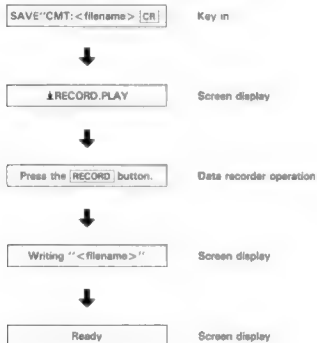 SAVE"CMT:<filename> CR Key in
⬇
±RECORD.PLAY Screen display
⬇
Press the RECORD button. Data recorder operation
⬇
Writing "<filename>" Screen display
⬇
Ready Screen display